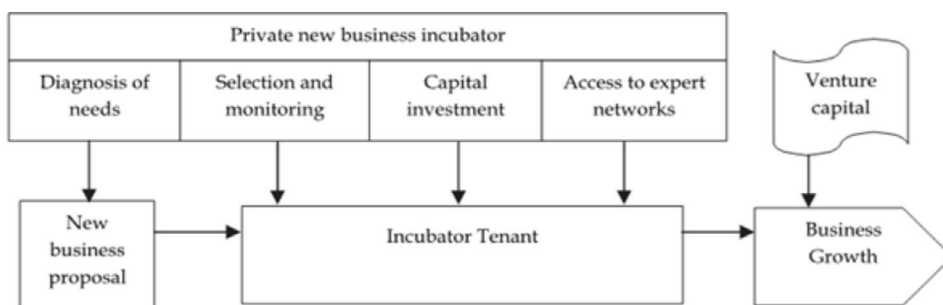 Private new business incubator
Diagnosis of
needs
Selection and
monitoring
Capital
investment
Access to expert
networks
Venture
capital
New
business
proposal
Incubator Tenant
Business
Growth